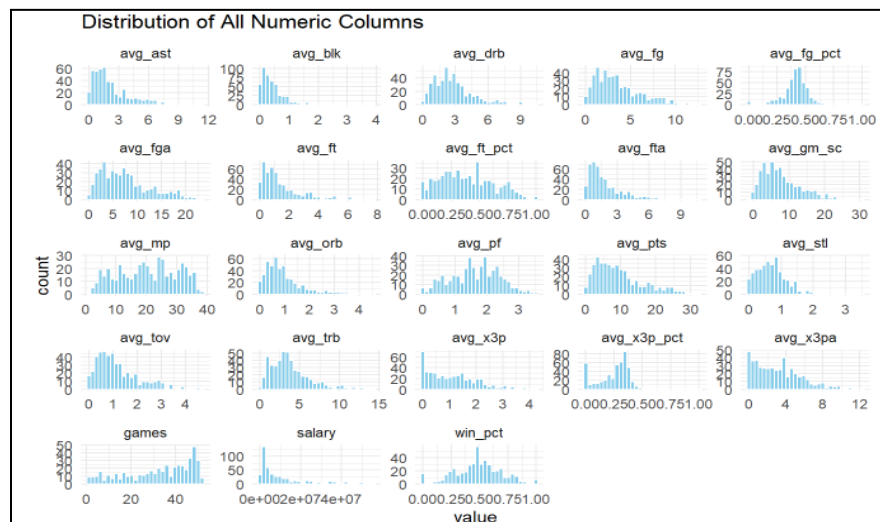 Distribution of All Numeric Columns
avg_ast avg_blk avg_drb avg_fg avg_fg_pct
60 40 20 0 100 75 50 25 0 40 20 0 40 30 20 10 0 75 50 25 0
0 3 6 9 12 0 1 2 3 4 0 3 6 9 0 5 10 0.000.250.500.751.00
avg_fga avg_ft avg_ft_pct avg_fta avg_gm_sc
40 30 20 10 0 60 40 20 0 30 20 10 0 60 40 20 0 50 40 30 20 10 0
0 5 10 15 20 0 2 4 6 8 0.000.250.500.751.00 0 3 6 9 0 10 20 30
avg_mp avg_orb avg_pf avg_pts avg_stl
30 20 10 0 60 40 20 0 30 20 10 0 40 30 20 10 0 60 40 20 0
0 10 20 30 40 0 1 2 3 4 0 1 2 3 0 10 20 30 0 1 2 3
avg_tov avg_trb avg_x3p avg_x3p_pct avg_x3pa
40 30 20 10 0 50 40 30 20 10 0 60 40 20 0 80 60 40 20 0 50 40 30 20 10 0
0 1 2 3 4 0 5 10 15 0 1 2 3 4 0.000.250.500.751.00 0 4 8 12
games salary win_pct
50 40 30 20 10 0 100 50 0 40 20 0
0 20 40 0e+002e+074e+07 0.000.250.500.751.00
count
value